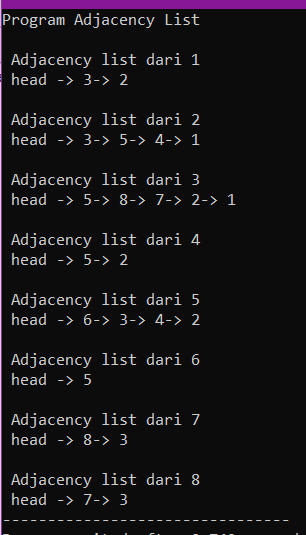 Program Adjacency List
Adjacency list dari 1
head -> 3-> 2
Adjacency list dari 2
head -> 3-> 5-> 4-> 1
Adjacency list dari 3
head -> 5-> 8-> 7-> 2-> 1
Adjacency list dari 4
head -> 5-> 2
Adjacency list dari 5
head -> 6-> 3-> 4-> 2
Adjacency list dari 6
head -> 5
Adjacency list dari 7
head -> 8-> 3
Adjacency list dari 8
head -> 7-> 3
--------------------------------